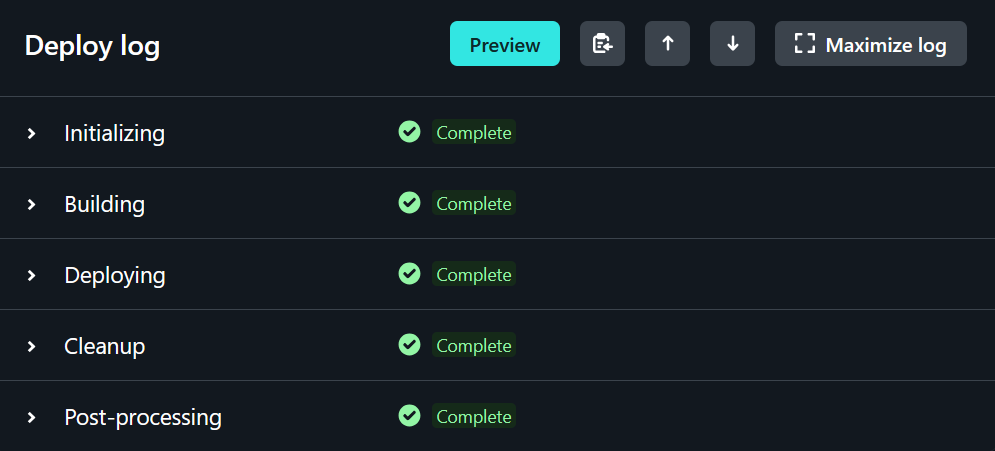 Deploy log
Preview
Maximize log
Initializing
Complete
Building
Complete
Deploying
Complete
Cleanup
Complete
Post-processing
Complete